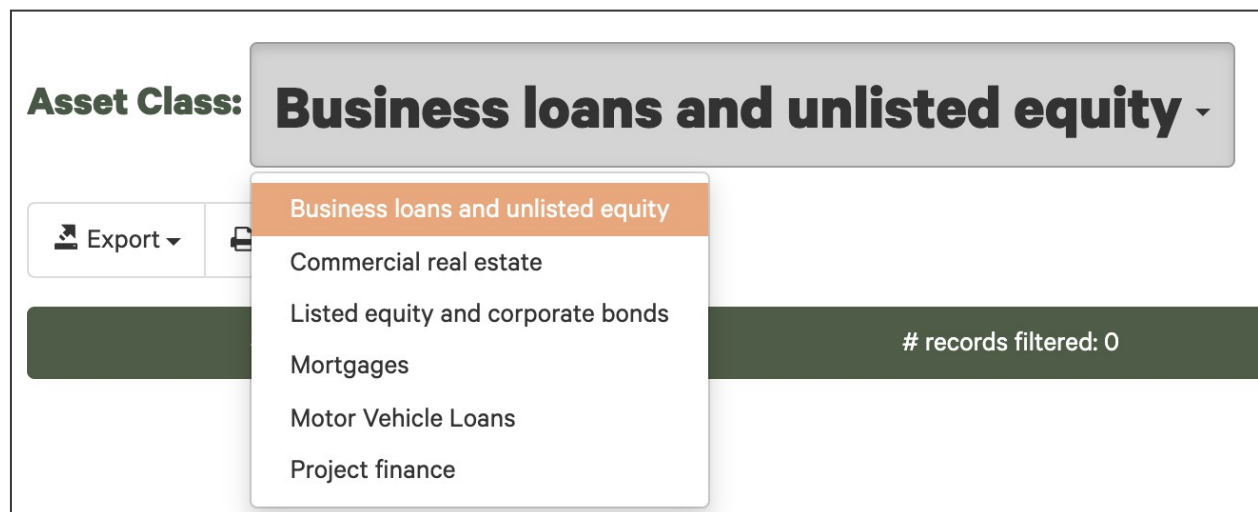 Asset Class: Business loans and unlisted equity
Export
Business loans and unlisted equity
Commercial real estate
Listed equity and corporate bonds
# records filtered: 0
Mortgages
Motor Vehicle Loans
Project finance